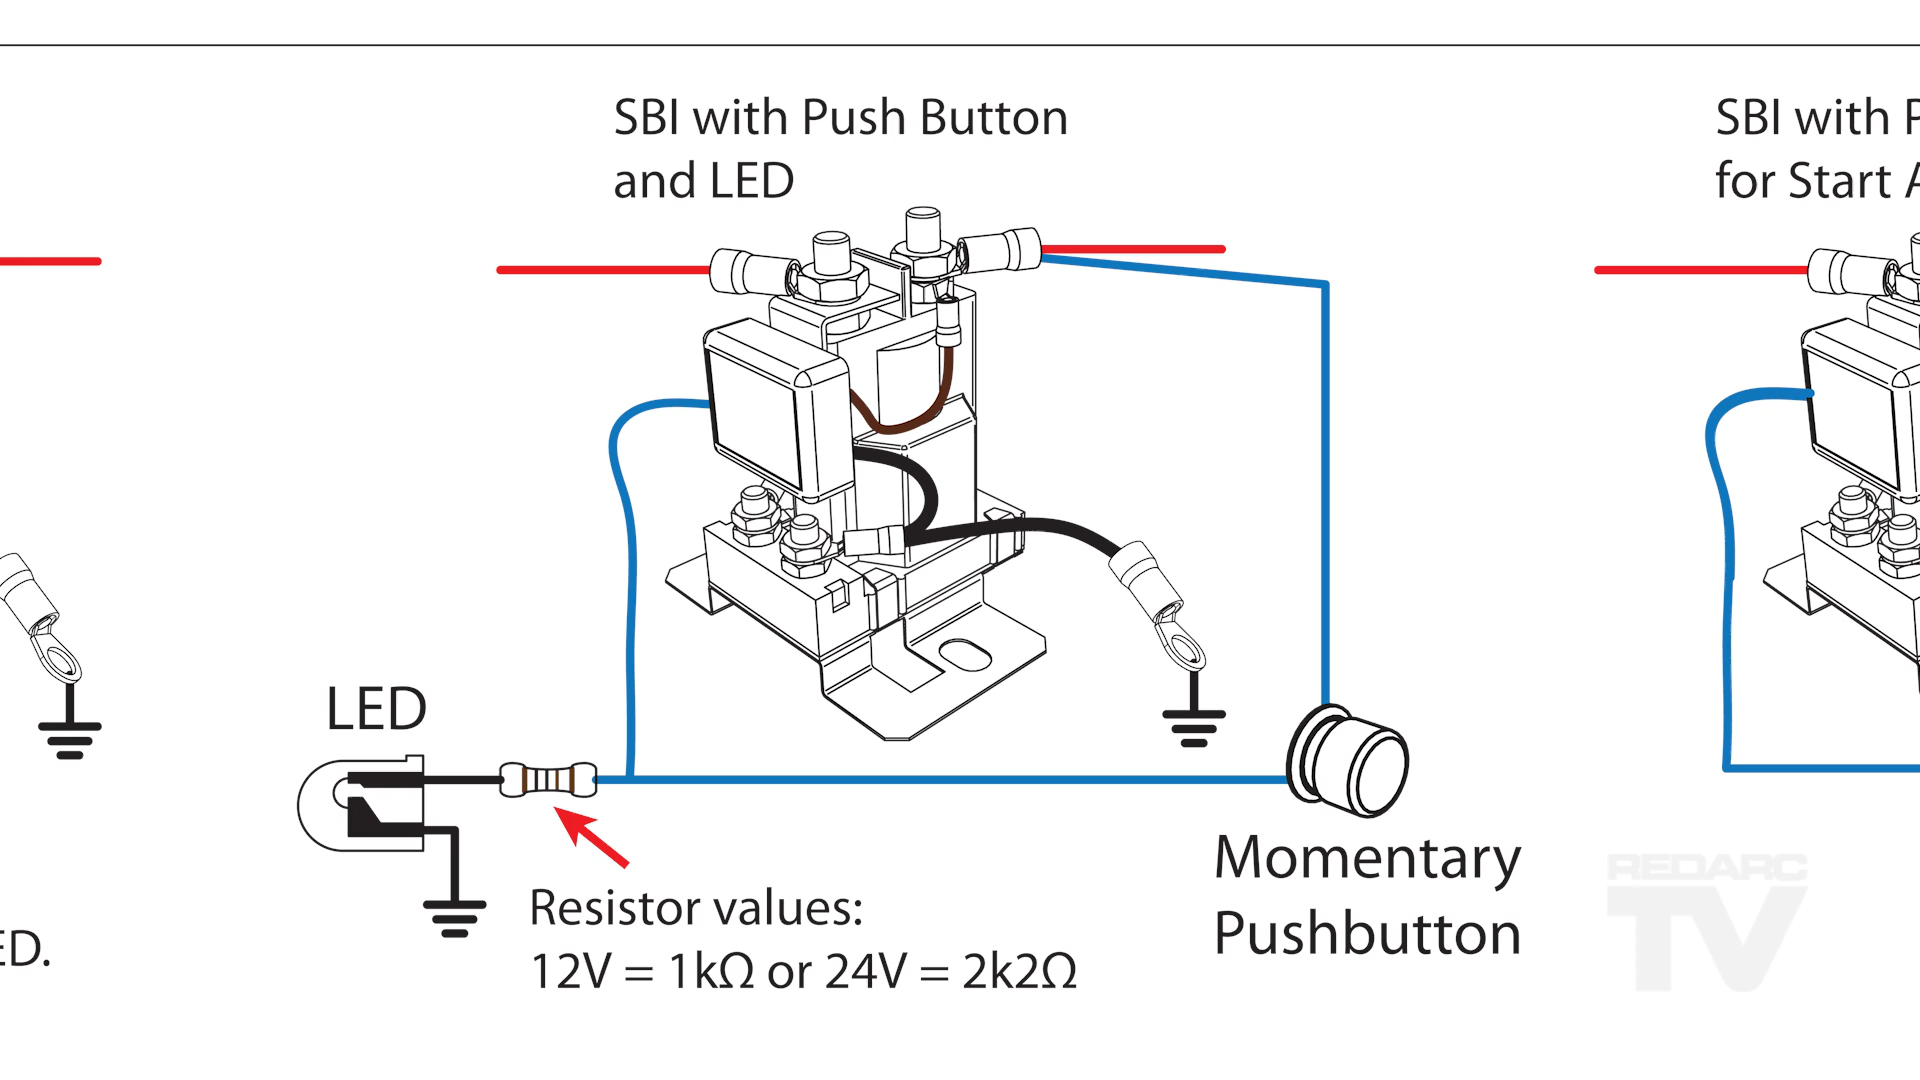 SBI with Push Button
and LED
SBI with P
for Start A
LED
ED.
Resistor values:
12V = 1kΩ or 24V = 2k2Ω
Momentary
Pushbutton
REDARC
TV